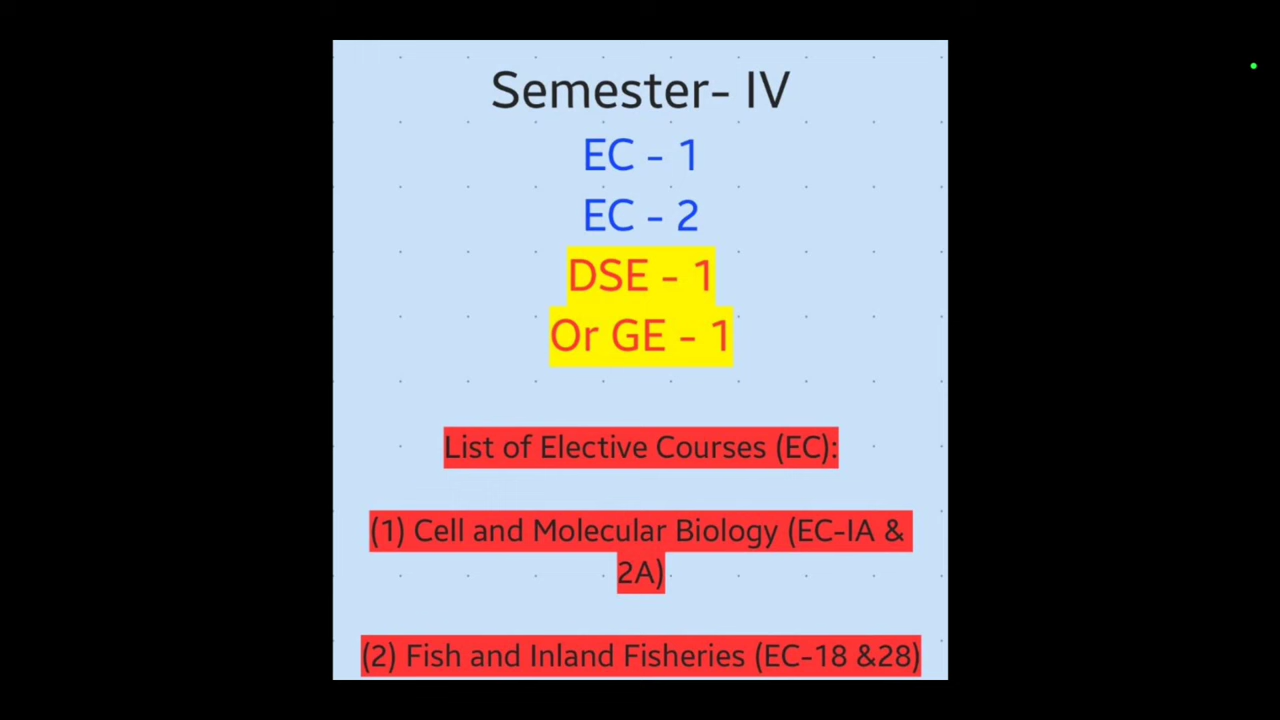 Semester- IV
EC - 1
EC - 2
DSE - 1
Or GE - 1
List of Elective Courses (EC):
(1) Cell and Molecular Biology (EC-IA &
2A)
(2) Fish and Inland Fisheries (EC-18 &28)